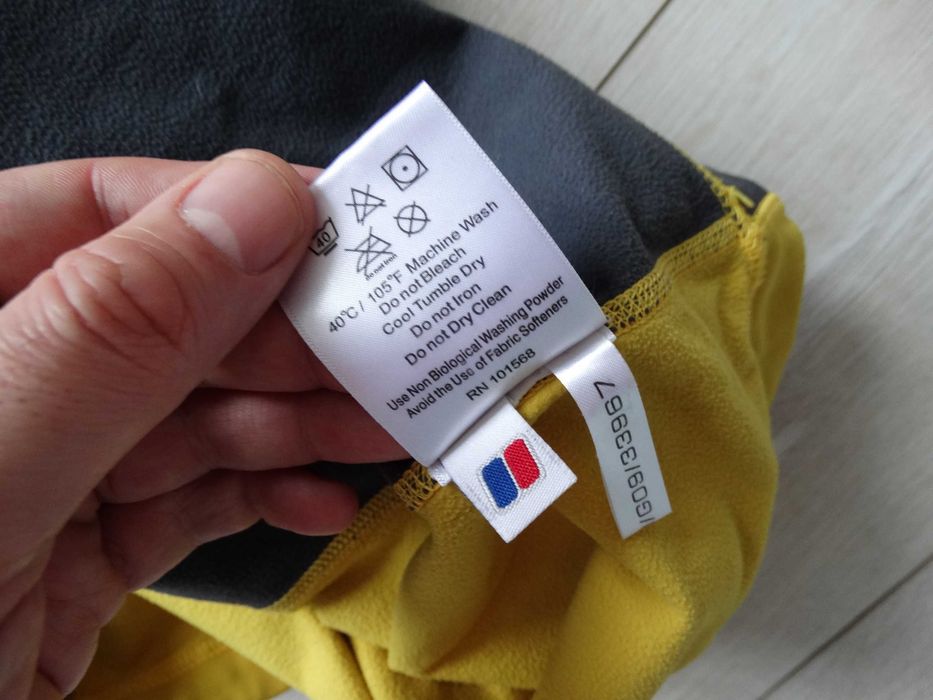 40
do not iron
40°C / 105°F Machine Wash
Do not Bleach
Cool Tumble Dry
Do not Iron
Do not Dry Clean
Use Non Biological Washing Powder
Avoid the Use of Fabric Softeners
RN 101568
/GO9/33967